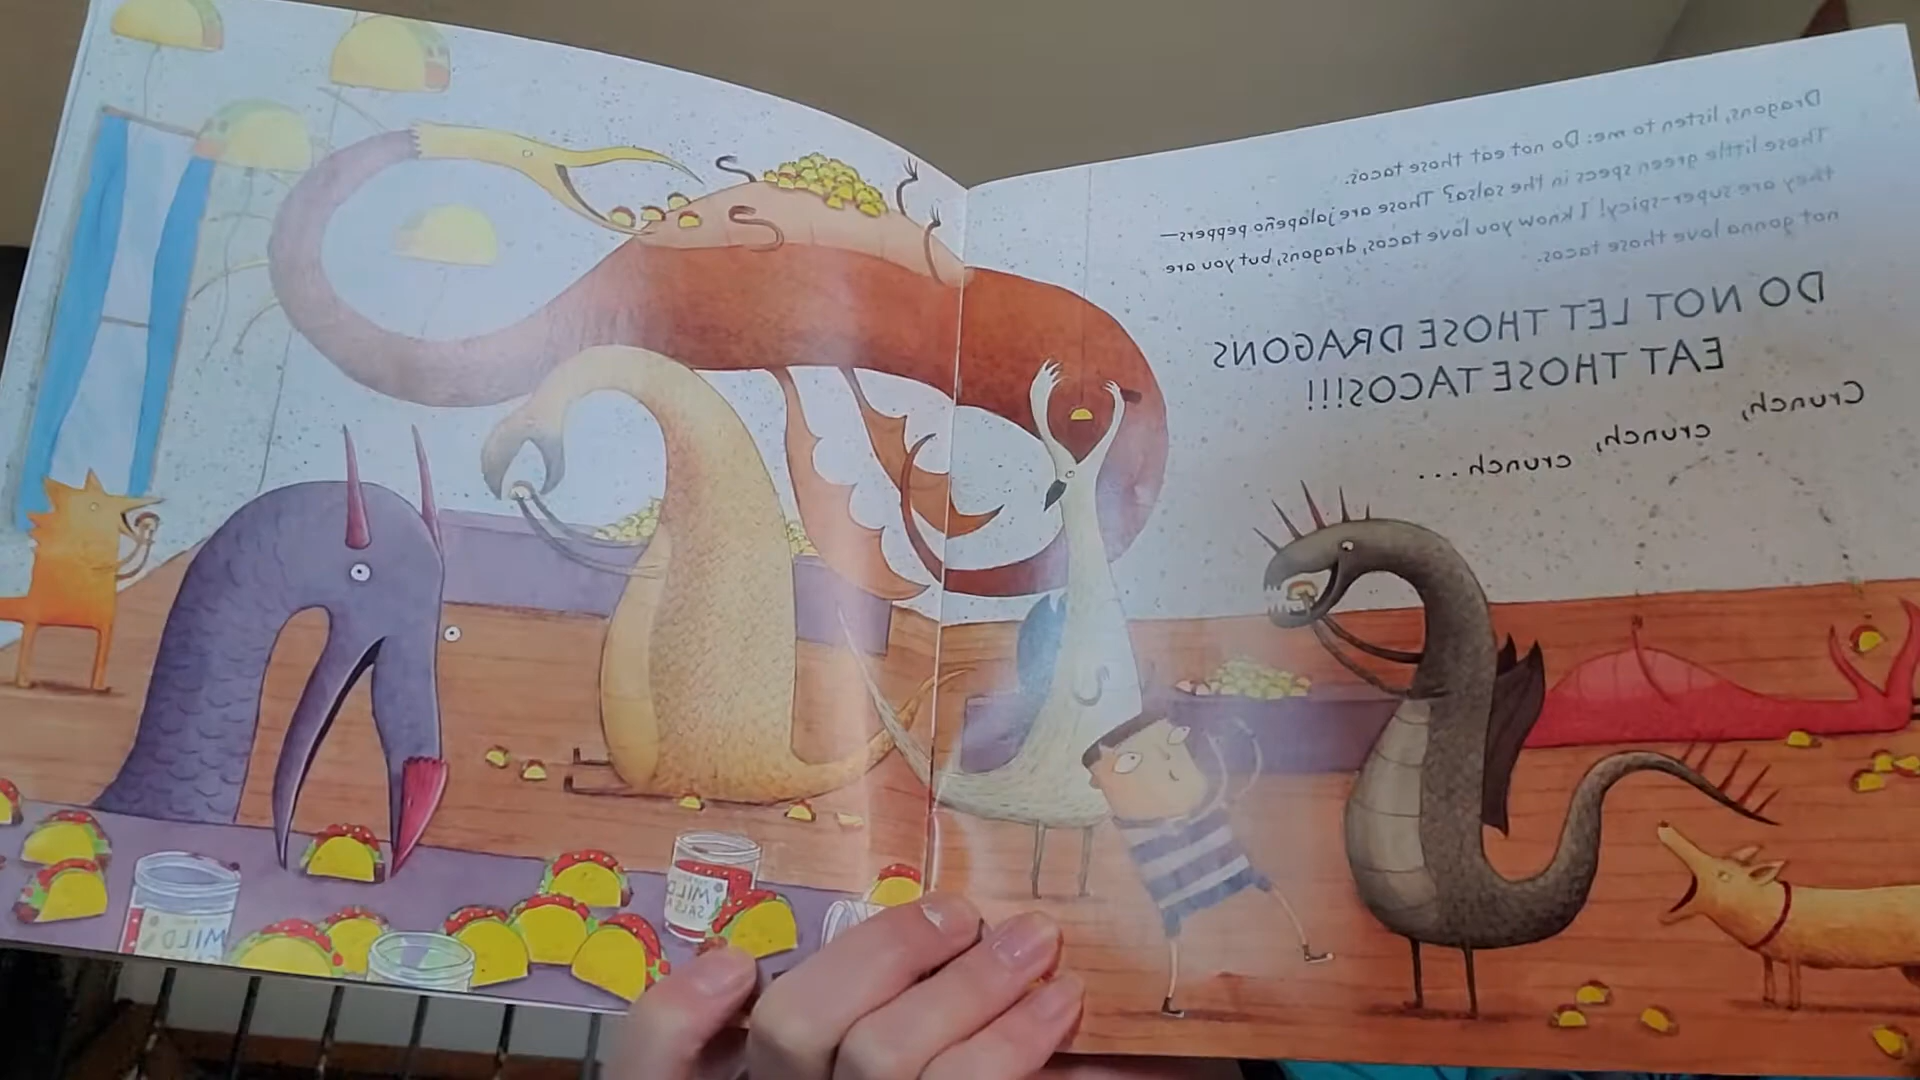 Dragons, listen to me: Do not eat those tacos.
Those little green specs in the salsa? Those are jalapeño peppers—
they are super-spicy! I know you love tacos, dragons, but you are
not gonna love those tacos.
DO NOT LET THOSE DRAGONS
EAT THOSE TACOS!!!
Crunch,
crunch,
crunch ...
MILD
SALSA
MILD